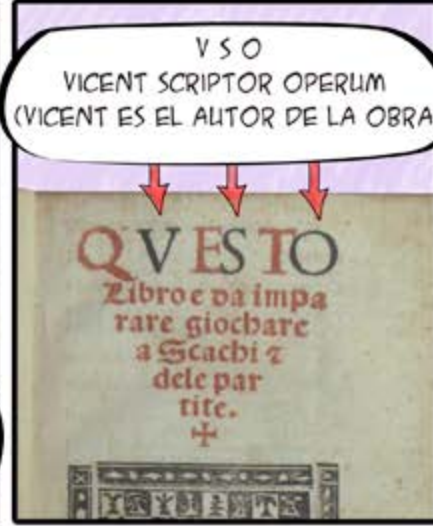 V S O
VICENT SCRIPTOR OPERUM
(VICENT ES EL AUTOR DE LA OBRA
QVESTO
Libro e da impa
rare giochare
a Scachi ⁊
dele par
tite.